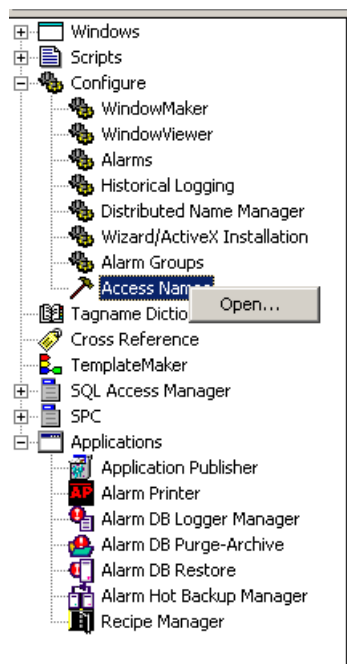 Windows
Scripts
Configure
WindowMaker
WindowViewer
Alarms
Historical Logging
Distributed Name Manager
Wizard/ActiveX Installation
Alarm Groups
Access Names
Open...
Tagname Dictio
Cross Reference
TemplateMaker
SQL Access Manager
SPC
Applications
Application Publisher
AP Alarm Printer
Alarm DB Logger Manager
Alarm DB Purge-Archive
Alarm DB Restore
Alarm Hot Backup Manager
Recipe Manager